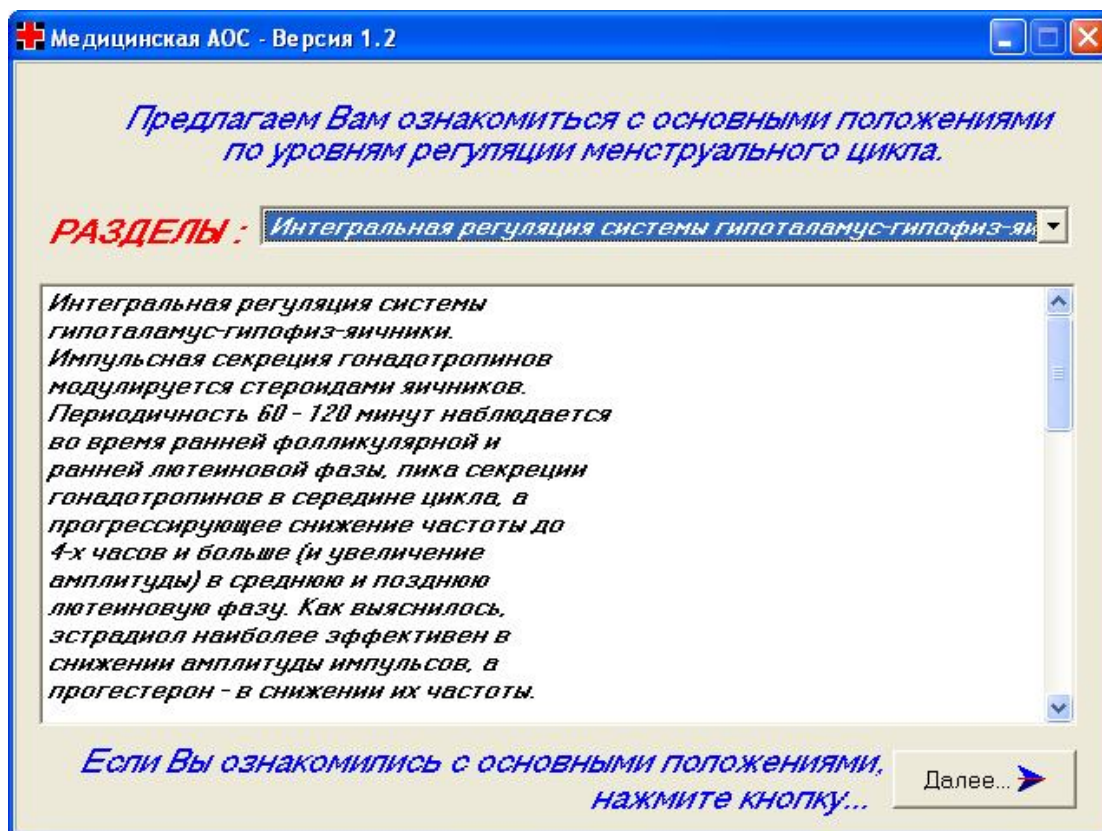 Медицинская АОС - Версия 1.2
Предлагаем Вам ознакомиться с основными положениями
по уровням регуляции менструального цикла.
РАЗДЕЛЫ :
Интегральная регуляция системы гипоталамус-гипофиз-яи
Интегральная регуляция системы
гипоталамус-гипофиз-яичники.
Импульсная секреция гонадотропинов
модулируется стероидами яичников.
Периодичность 60 - 120 минут наблюдается
во время ранней фолликулярной и
ранней лютеиновой фазы, пика секреции
гонадотропинов в середине цикла, а
прогрессирующее снижение частоты до
4-х часов и больше (и увеличение
амплитуды) в среднюю и позднюю
лютеиновую фазу. Как выяснилось,
эстрадиол наиболее эффективен в
снижении амплитуды импульсов, а
прогестерон - в снижении их частоты.
Если Вы ознакомились с основными положениями,
нажмите кнопку...
Далее...